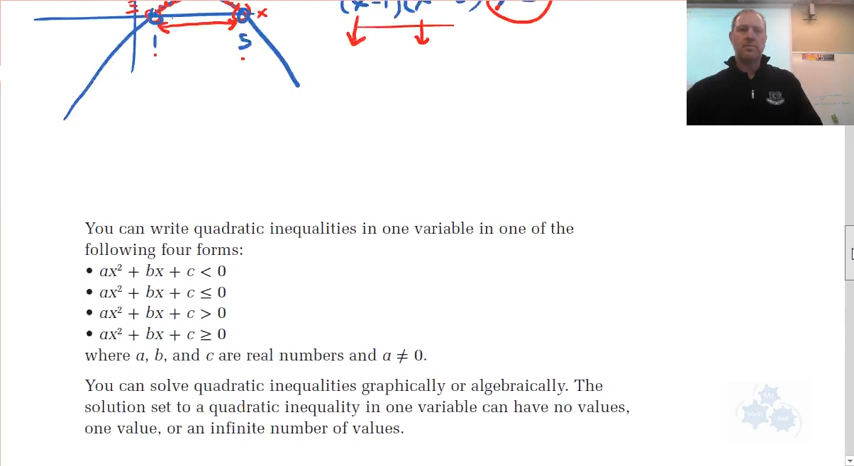 x
1
5
(x-1)(x
You can write quadratic inequalities in one variable in one of the
following four forms:
• ax² + bx + c < 0
• ax² + bx + c ≤ 0
• ax² + bx + c > 0
• ax² + bx + c ≥ 0
where a, b, and c are real numbers and a ≠ 0.
You can solve quadratic inequalities graphically or algebraically. The
solution set to a quadratic inequality in one variable can have no values,
one value, or an infinite number of values.